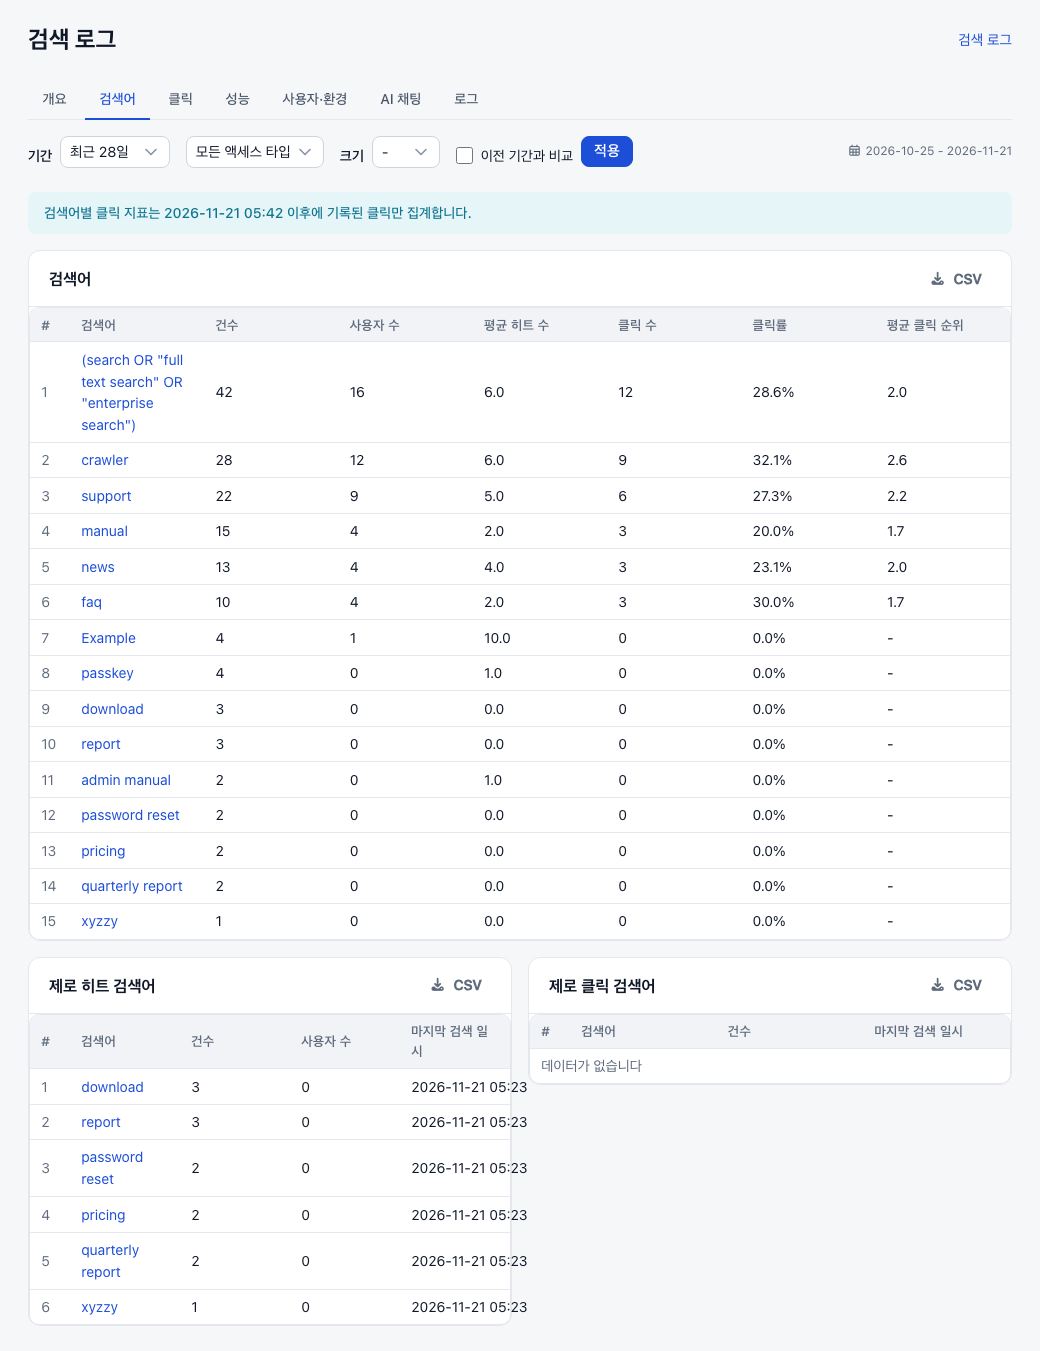 검색 로그
검색 로그
개요 검색어 클릭 성능 사용자·환경 AI 채팅 로그
기간 최근 28일 모든 액세스 타입 크기 - 이전 기간과 비교 적용 2026-10-25 - 2026-11-21
검색어별 클릭 지표는 2026-11-21 05:42 이후에 기록된 클릭만 집계합니다.
검색어 CSV
# 검색어 건수 사용자 수 평균 히트 수 클릭 수 클릭률 평균 클릭 순위
1 (search OR "full text search" OR "enterprise search") 42 16 6.0 12 28.6% 2.0
2 crawler 28 12 6.0 9 32.1% 2.6
3 support 22 9 5.0 6 27.3% 2.2
4 manual 15 4 2.0 3 20.0% 1.7
5 news 13 4 4.0 3 23.1% 2.0
6 faq 10 4 2.0 3 30.0% 1.7
7 Example 4 1 10.0 0 0.0% -
8 passkey 4 0 1.0 0 0.0% -
9 download 3 0 0.0 0 0.0% -
10 report 3 0 0.0 0 0.0% -
11 admin manual 2 0 1.0 0 0.0% -
12 password reset 2 0 0.0 0 0.0% -
13 pricing 2 0 0.0 0 0.0% -
14 quarterly report 2 0 0.0 0 0.0% -
15 xyzzy 1 0 0.0 0 0.0% -
제로 히트 검색어 CSV
# 검색어 건수 사용자 수 마지막 검색 일시
1 download 3 0 2026-11-21 05:23
2 report 3 0 2026-11-21 05:23
3 password reset 2 0 2026-11-21 05:23
4 pricing 2 0 2026-11-21 05:23
5 quarterly report 2 0 2026-11-21 05:23
6 xyzzy 1 0 2026-11-21 05:23
제로 클릭 검색어 CSV
# 검색어 건수 마지막 검색 일시
데이터가 없습니다